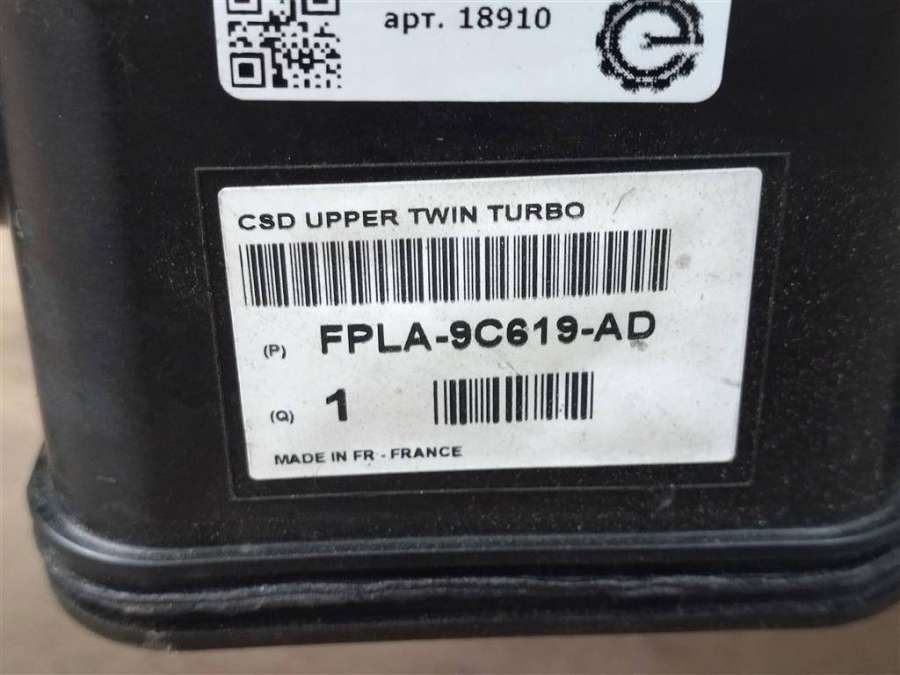 арт. 18910
CSD UPPER TWIN TURBO
(P) FPLA-9C619-AD
(Q) 1
MADE IN FR - FRANCE